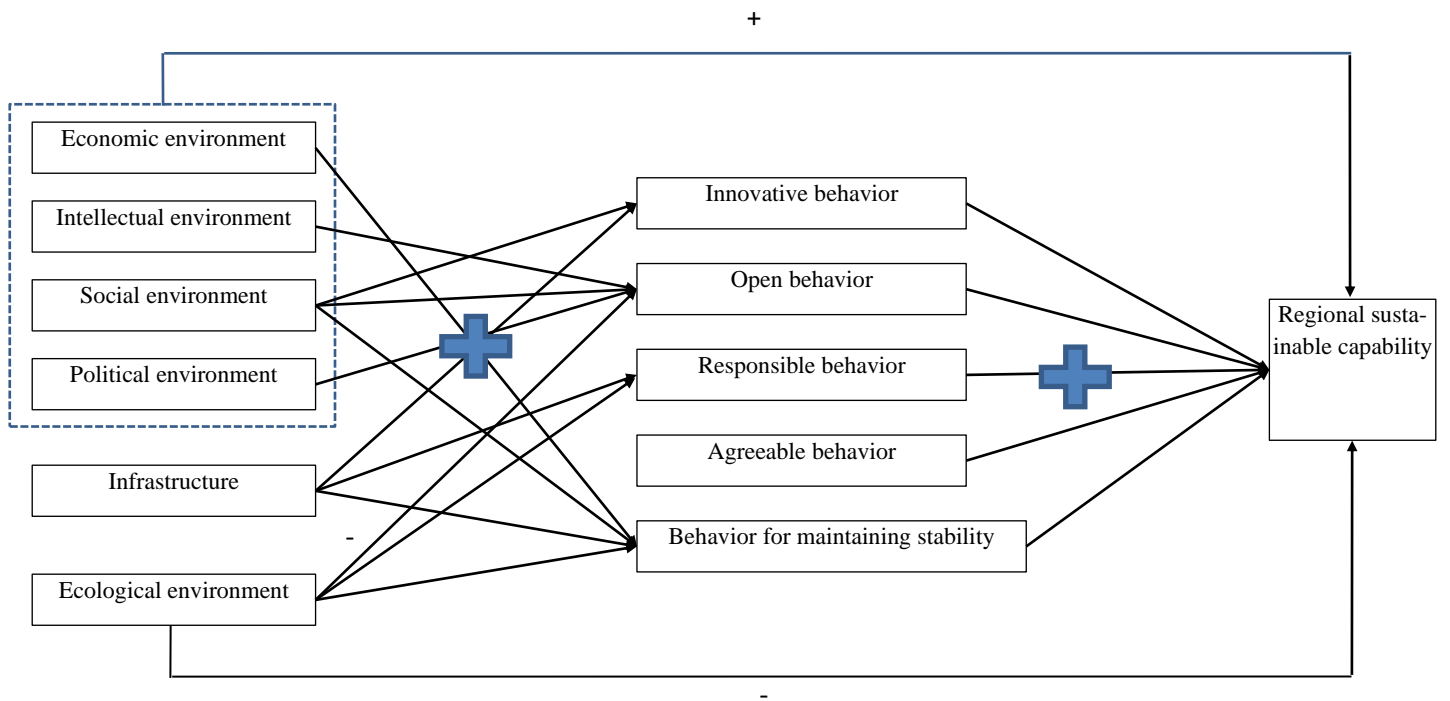 +
Economic environment
Intellectual environment
Social environment
Political environment
Infrastructure
-
Ecological environment
Innovative behavior
Open behavior
Responsible behavior
Agreeable behavior
Behavior for maintaining stability
Regional susta-
inable capability
-